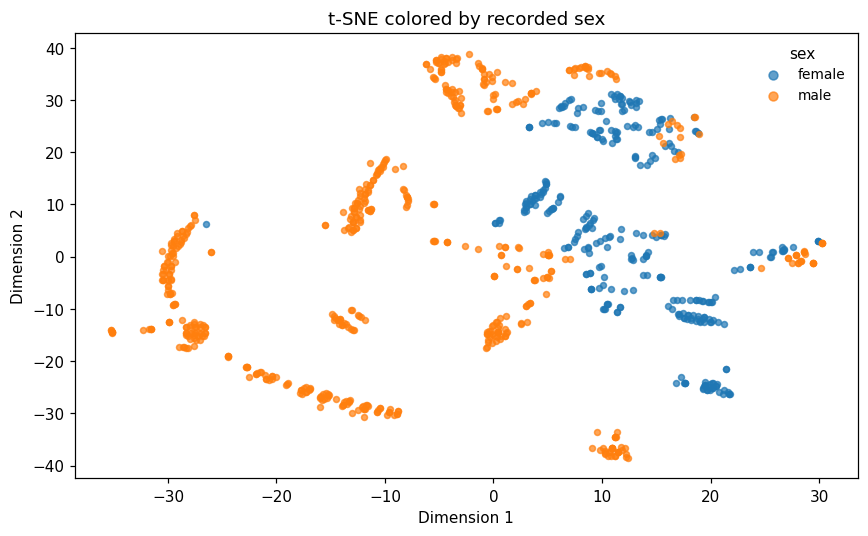 t-SNE colored by recorded sex
sex
female
male
40
30
20
10
0
−10
−20
−30
−40
Dimension 2
−30 −20 −10 0 10 20 30
Dimension 1